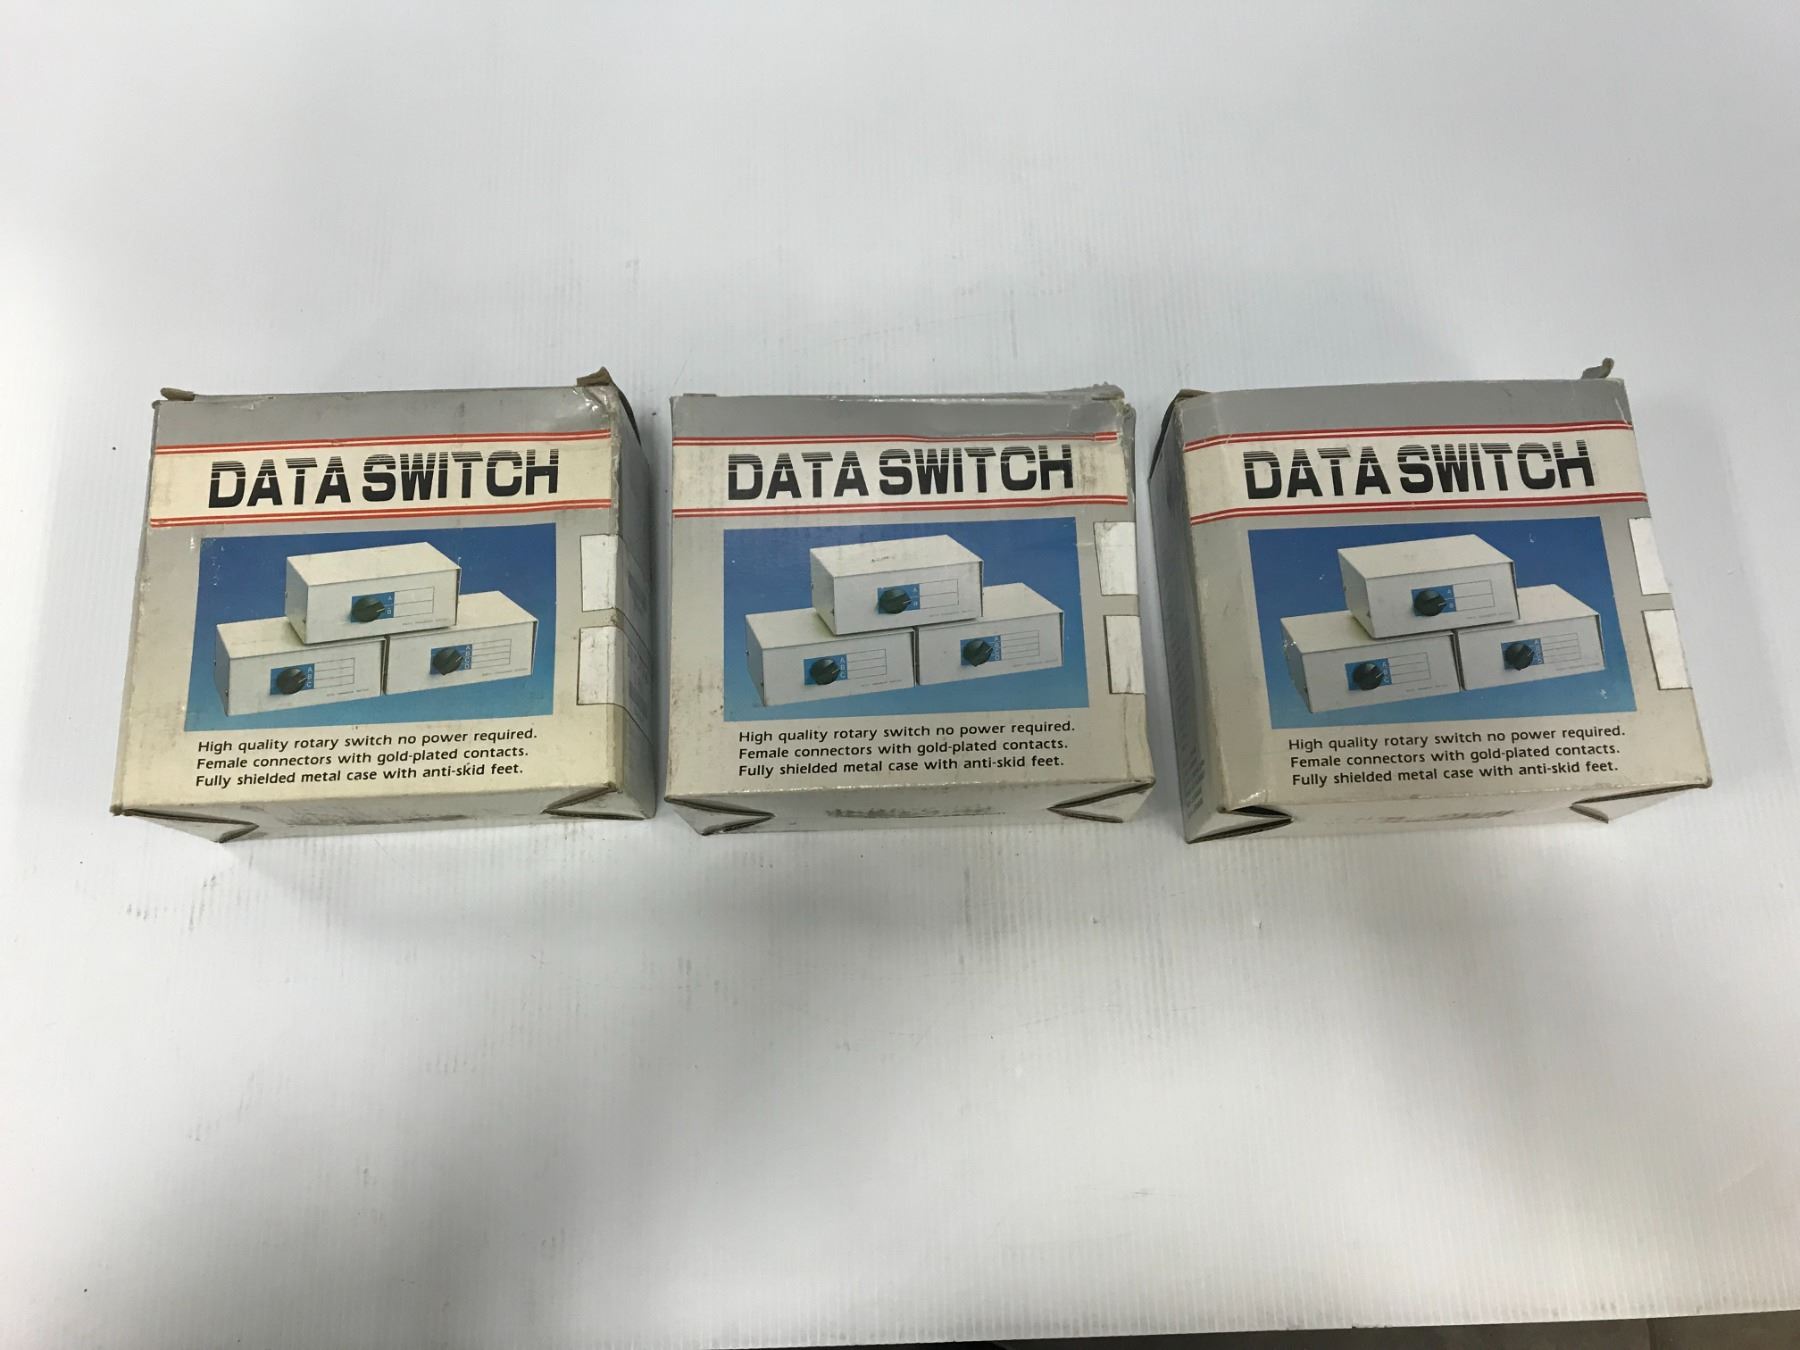 DATA SWITCH
A
B
A
B
C
A
B
C
D
High quality rotary switch no power required.
Female connectors with gold-plated contacts.
Fully shielded metal case with anti-skid feet.
DATA SWITCH
A
B
A
B
C
A
B
C
D
High quality rotary switch no power required.
Female connectors with gold-plated contacts.
Fully shielded metal case with anti-skid feet.
DATA SWITCH
A
B
A
B
C
A
B
C
D
High quality rotary switch no power required.
Female connectors with gold-plated contacts.
Fully shielded metal case with anti-skid feet.